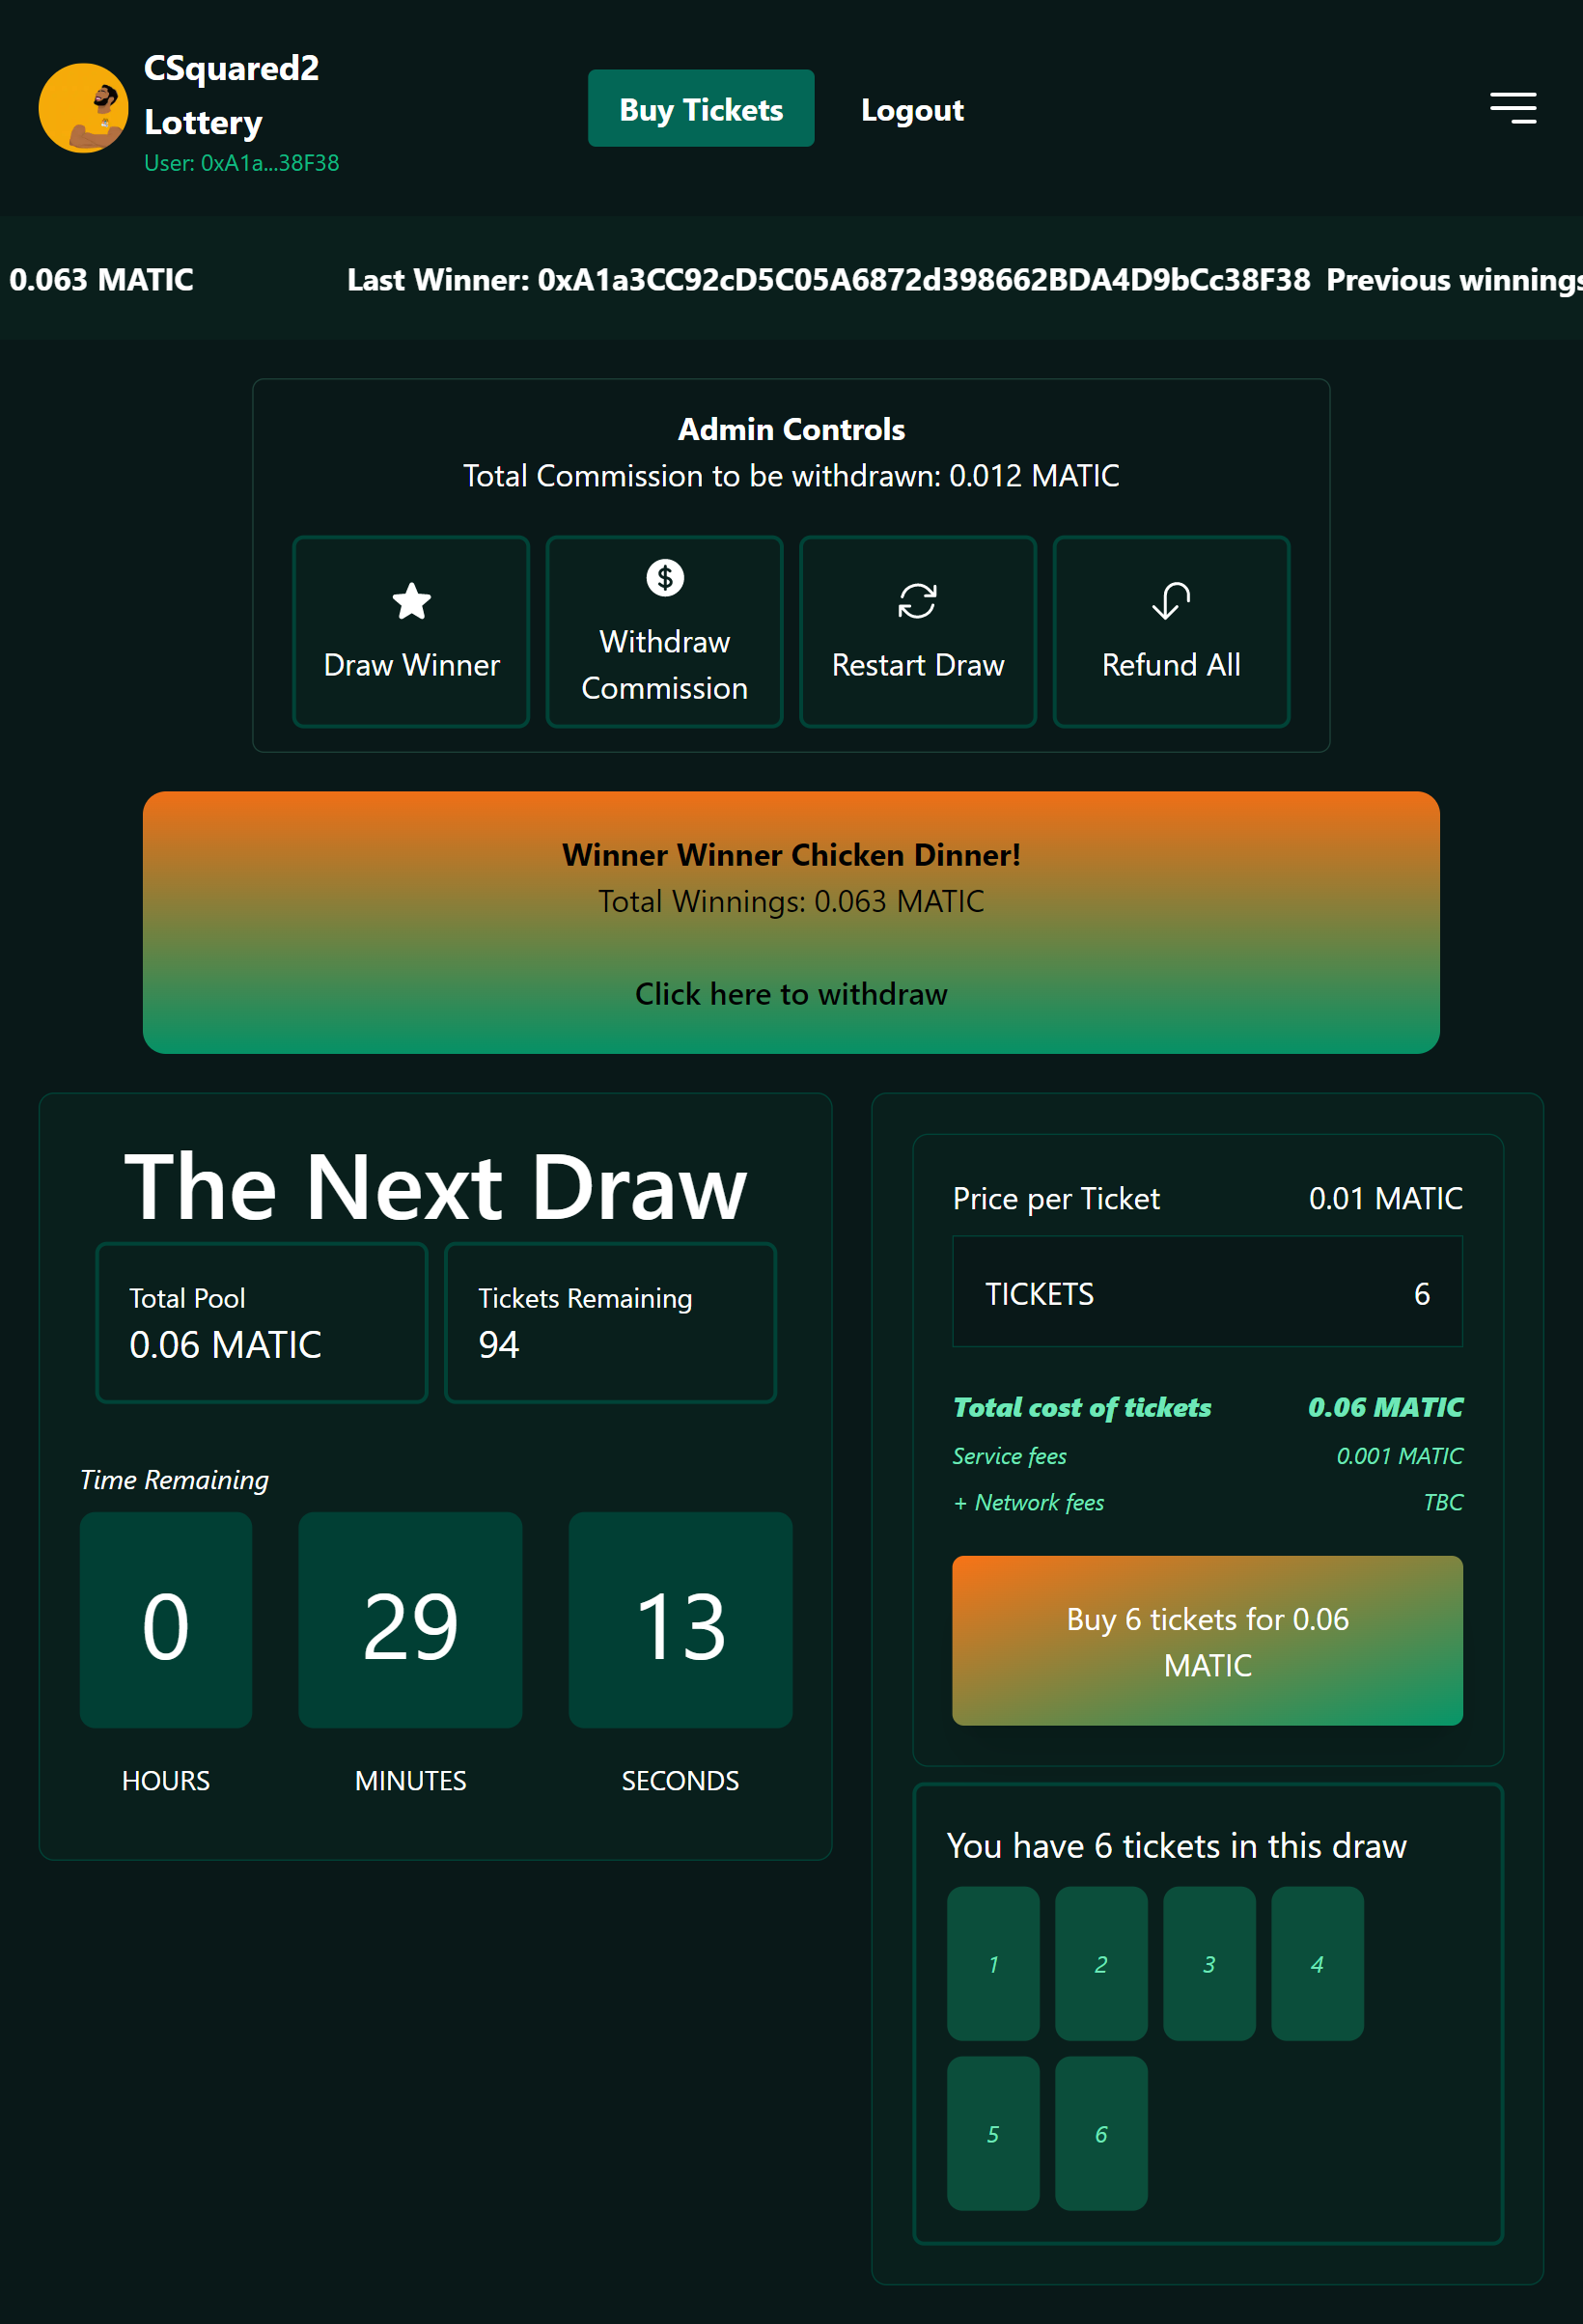 CSquared2
Lottery
User: 0xA1a...38F38
Buy Tickets
Logout
0.063 MATIC
Last Winner: 0xA1a3CC92cD5C05A6872d398662BDA4D9bCc38F38 Previous winnings
Admin Controls
Total Commission to be withdrawn: 0.012 MATIC
Draw Winner
Withdraw
Commission
Restart Draw
Refund All
Winner Winner Chicken Dinner!
Total Winnings: 0.063 MATIC
Click here to withdraw
The Next Draw
Total Pool
0.06 MATIC
Tickets Remaining
94
Time Remaining
0
29
13
HOURS
MINUTES
SECONDS
Price per Ticket 0.01 MATIC
TICKETS 6
Total cost of tickets 0.06 MATIC
Service fees 0.001 MATIC
+ Network fees TBC
Buy 6 tickets for 0.06
MATIC
You have 6 tickets in this draw
1
2
3
4
5
6